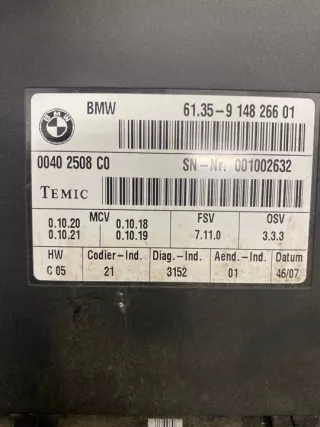 BMW BMW 61.35-9 148 266 01
0040 2508 C0 SN-Nr. 001002632
TEMIC
MCV FSV OSV
0.10.20 0.10.18 7.11.0 3.3.3
0.10.21 0.10.19
HW Codier-Ind. Diag.-Ind. Aend.-Ind. Datum
C 05 21 3152 01 46/07